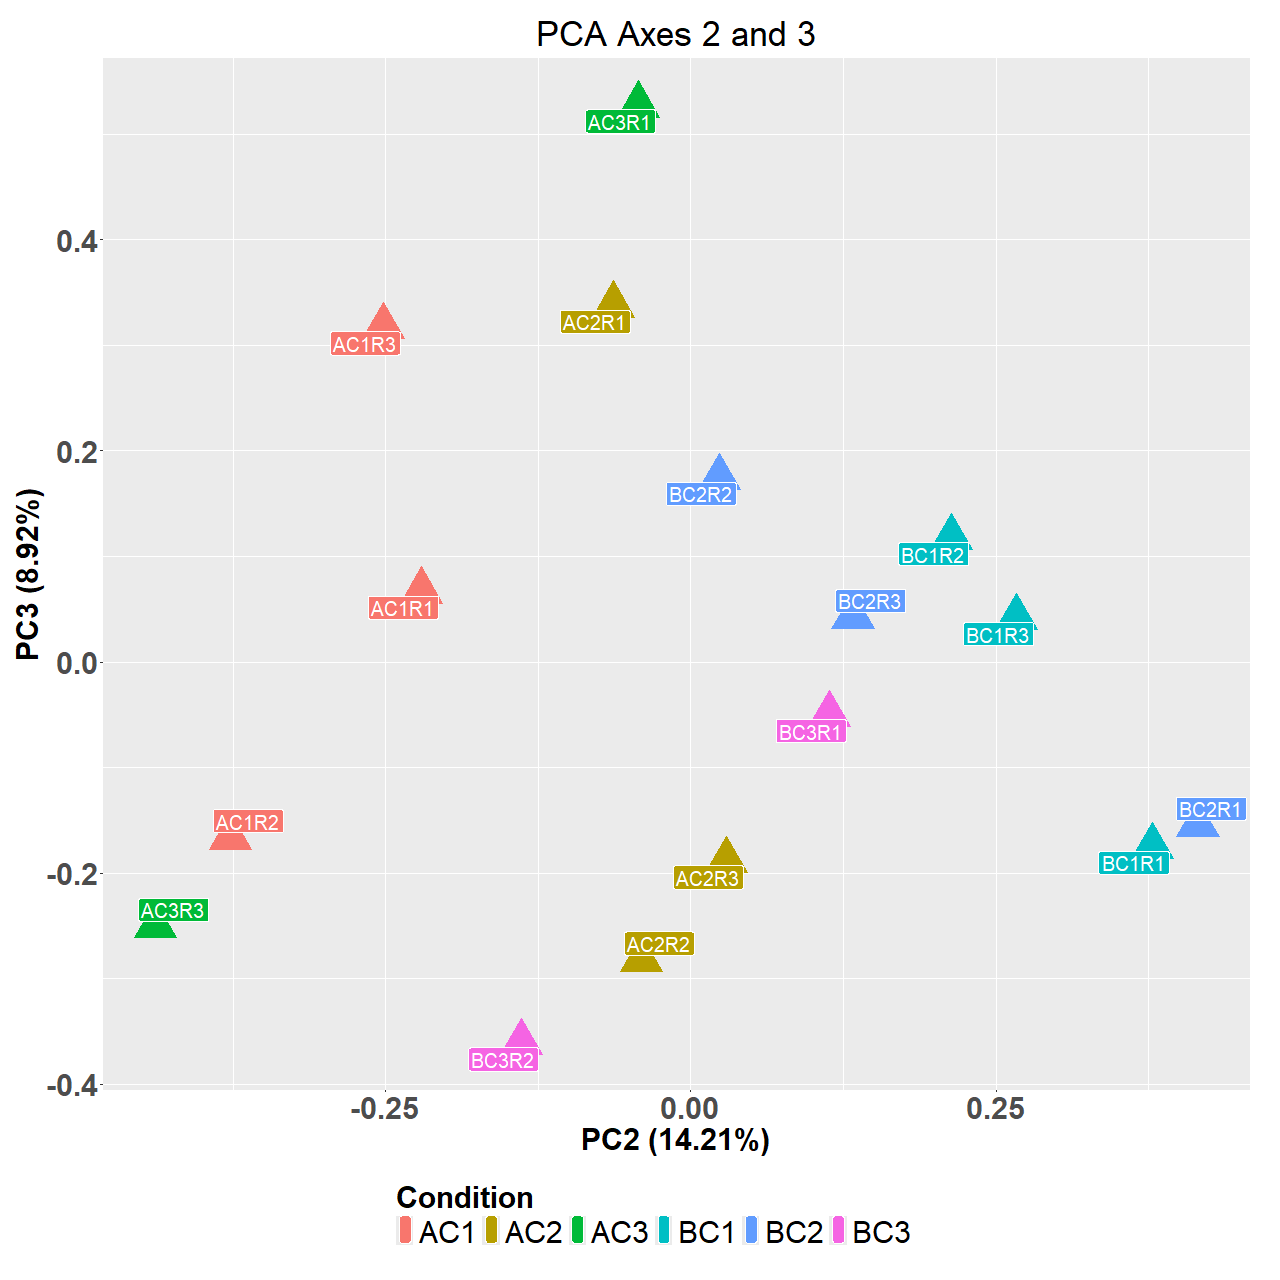 PCA Axes 2 and 3
AC3R1
0.4
AC2R1
AC1R3
0.2
BC2R2
BC1R2
BC2R3
AC1R1
BC1R3
PC3 (8.92%)
0.0
BC3R1
BC2R1
AC1R2
BC1R1
-0.2
AC2R3
AC3R3
AC2R2
BC3R2
-0.4
-0.25 0.00 0.25
PC2 (14.21%)
Condition
AC1 AC2 AC3 BC1 BC2 BC3